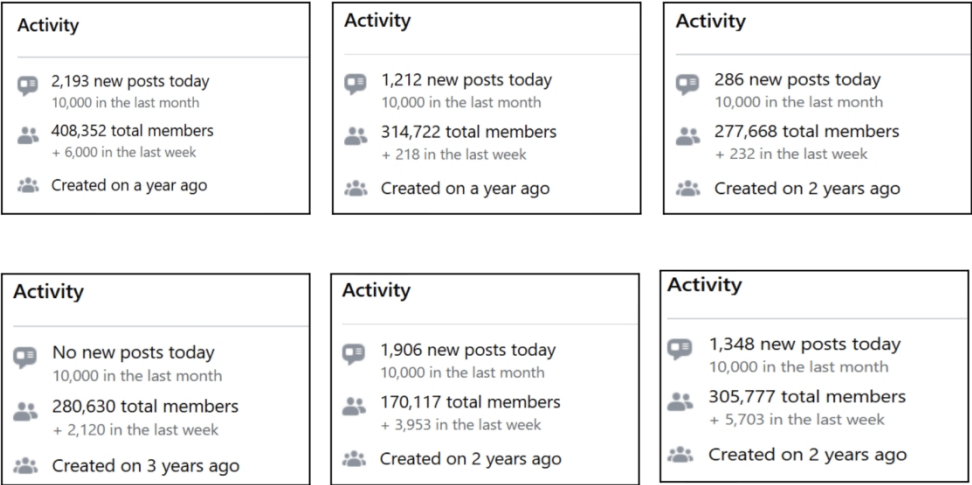 Activity
2,193 new posts today
10,000 in the last month
408,352 total members
+ 6,000 in the last week
Created on a year ago
Activity
1,212 new posts today
10,000 in the last month
314,722 total members
+ 218 in the last week
Created on a year ago
Activity
286 new posts today
10,000 in the last month
277,668 total members
+ 232 in the last week
Created on 2 years ago
Activity
No new posts today
10,000 in the last month
280,630 total members
+ 2,120 in the last week
Created on 3 years ago
Activity
1,906 new posts today
10,000 in the last month
170,117 total members
+ 3,953 in the last week
Created on 2 years ago
Activity
1,348 new posts today
10,000 in the last month
305,777 total members
+ 5,703 in the last week
Created on 2 years ago